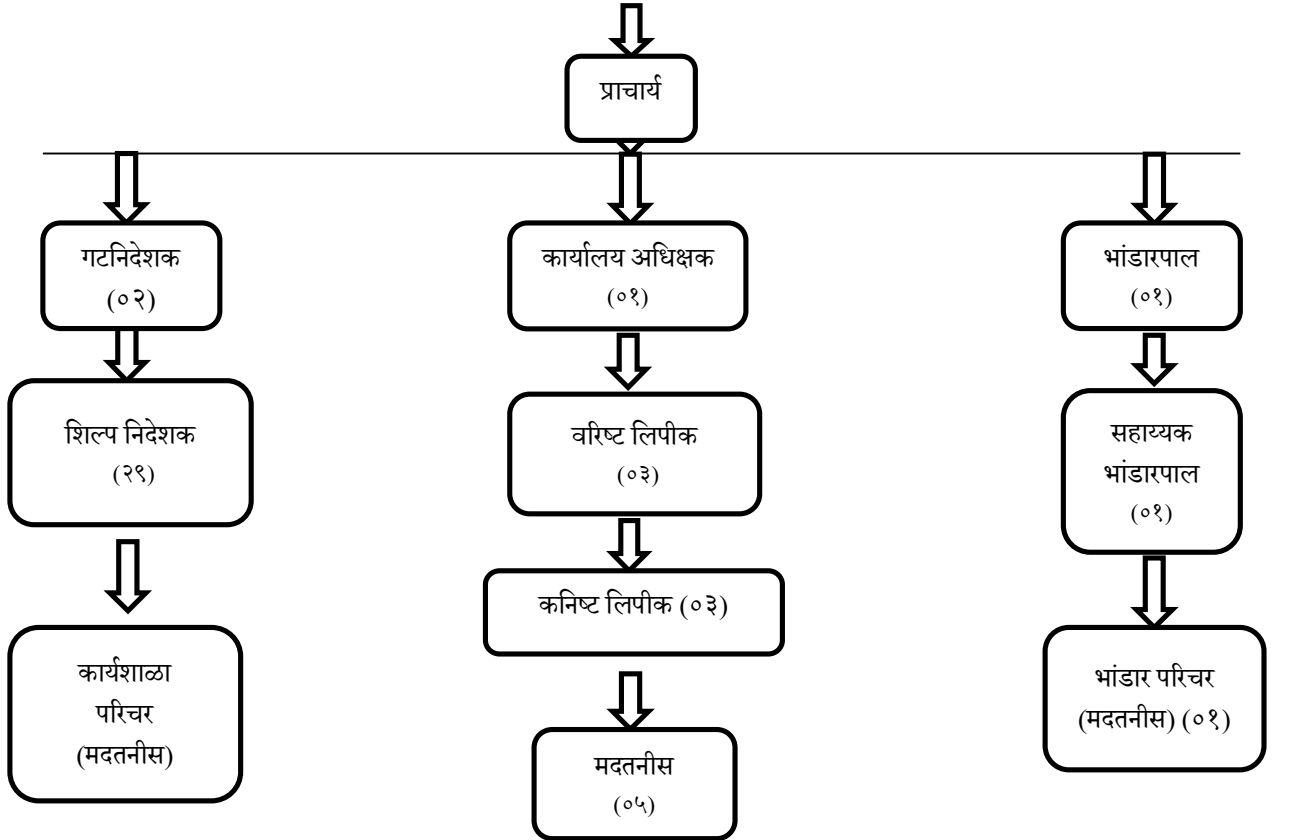 प्राचार्य
गटनिदेशक
(०२)
कार्यालय अधिक्षक
(०१)
भांडारपाल
(०१)
शिल्प निदेशक
(२९)
वरिष्ट लिपीक
(०३)
सहाय्यक
भांडारपाल
(०१)
कनिष्ट लिपीक (०३)
कार्यशाळा
परिचर
(मदतनीस)
मदतनीस
(०५)
भांडार परिचर
(मदतनीस) (०१)